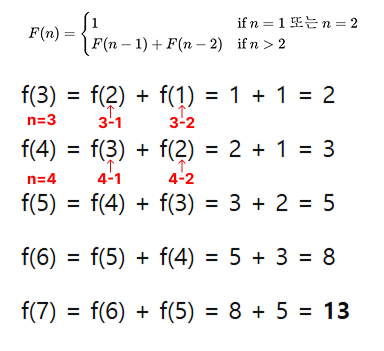 F(n) = { 1 if n = 1 또는 n = 2
F(n − 1) + F(n − 2) if n > 2
f(3) = f(2) + f(1) = 1 + 1 = 2
n=3 3-1 3-2
f(4) = f(3) + f(2) = 2 + 1 = 3
n=4 4-1 4-2
f(5) = f(4) + f(3) = 3 + 2 = 5
f(6) = f(5) + f(4) = 5 + 3 = 8
f(7) = f(6) + f(5) = 8 + 5 = 13